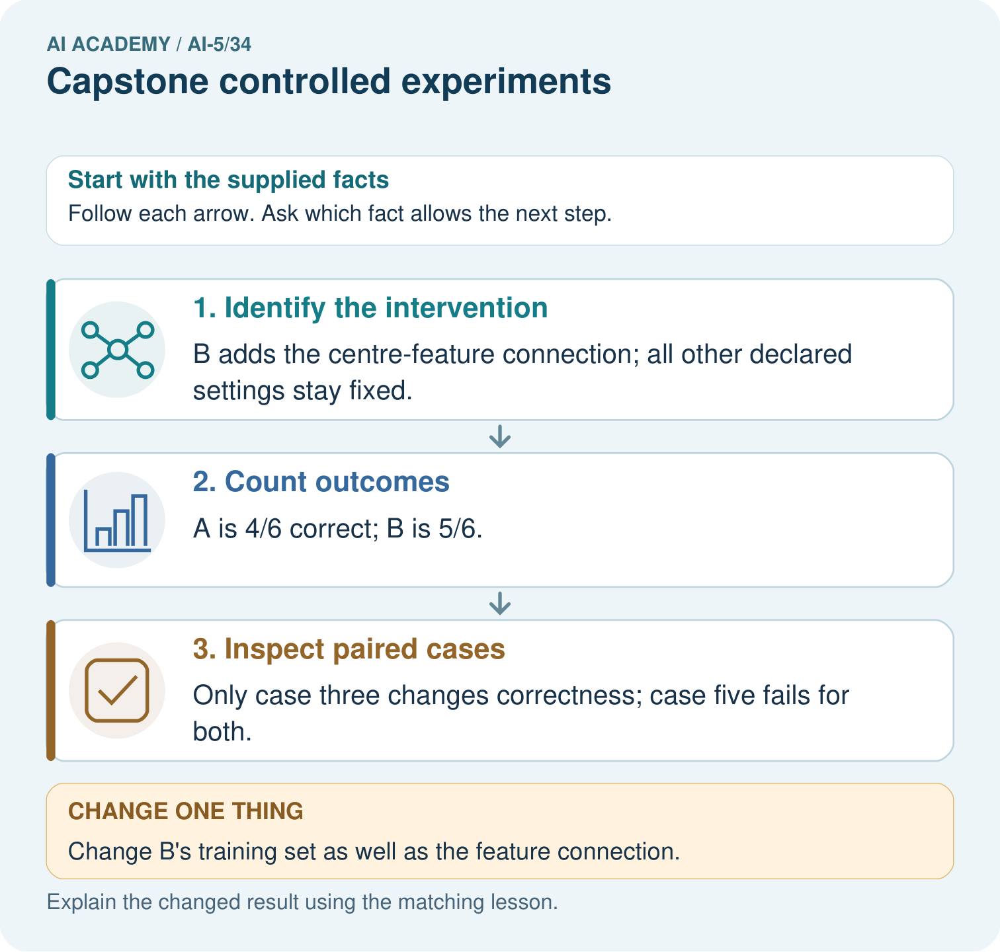 AI ACADEMY / AI-5/34
Capstone controlled experiments
Start with the supplied facts
Follow each arrow. Ask which fact allows the next step.
1. Identify the intervention
B adds the centre-feature connection; all other declared
settings stay fixed.
2. Count outcomes
A is 4/6 correct; B is 5/6.
3. Inspect paired cases
Only case three changes correctness; case five fails for
both.
CHANGE ONE THING
Change B's training set as well as the feature connection.
Explain the changed result using the matching lesson.